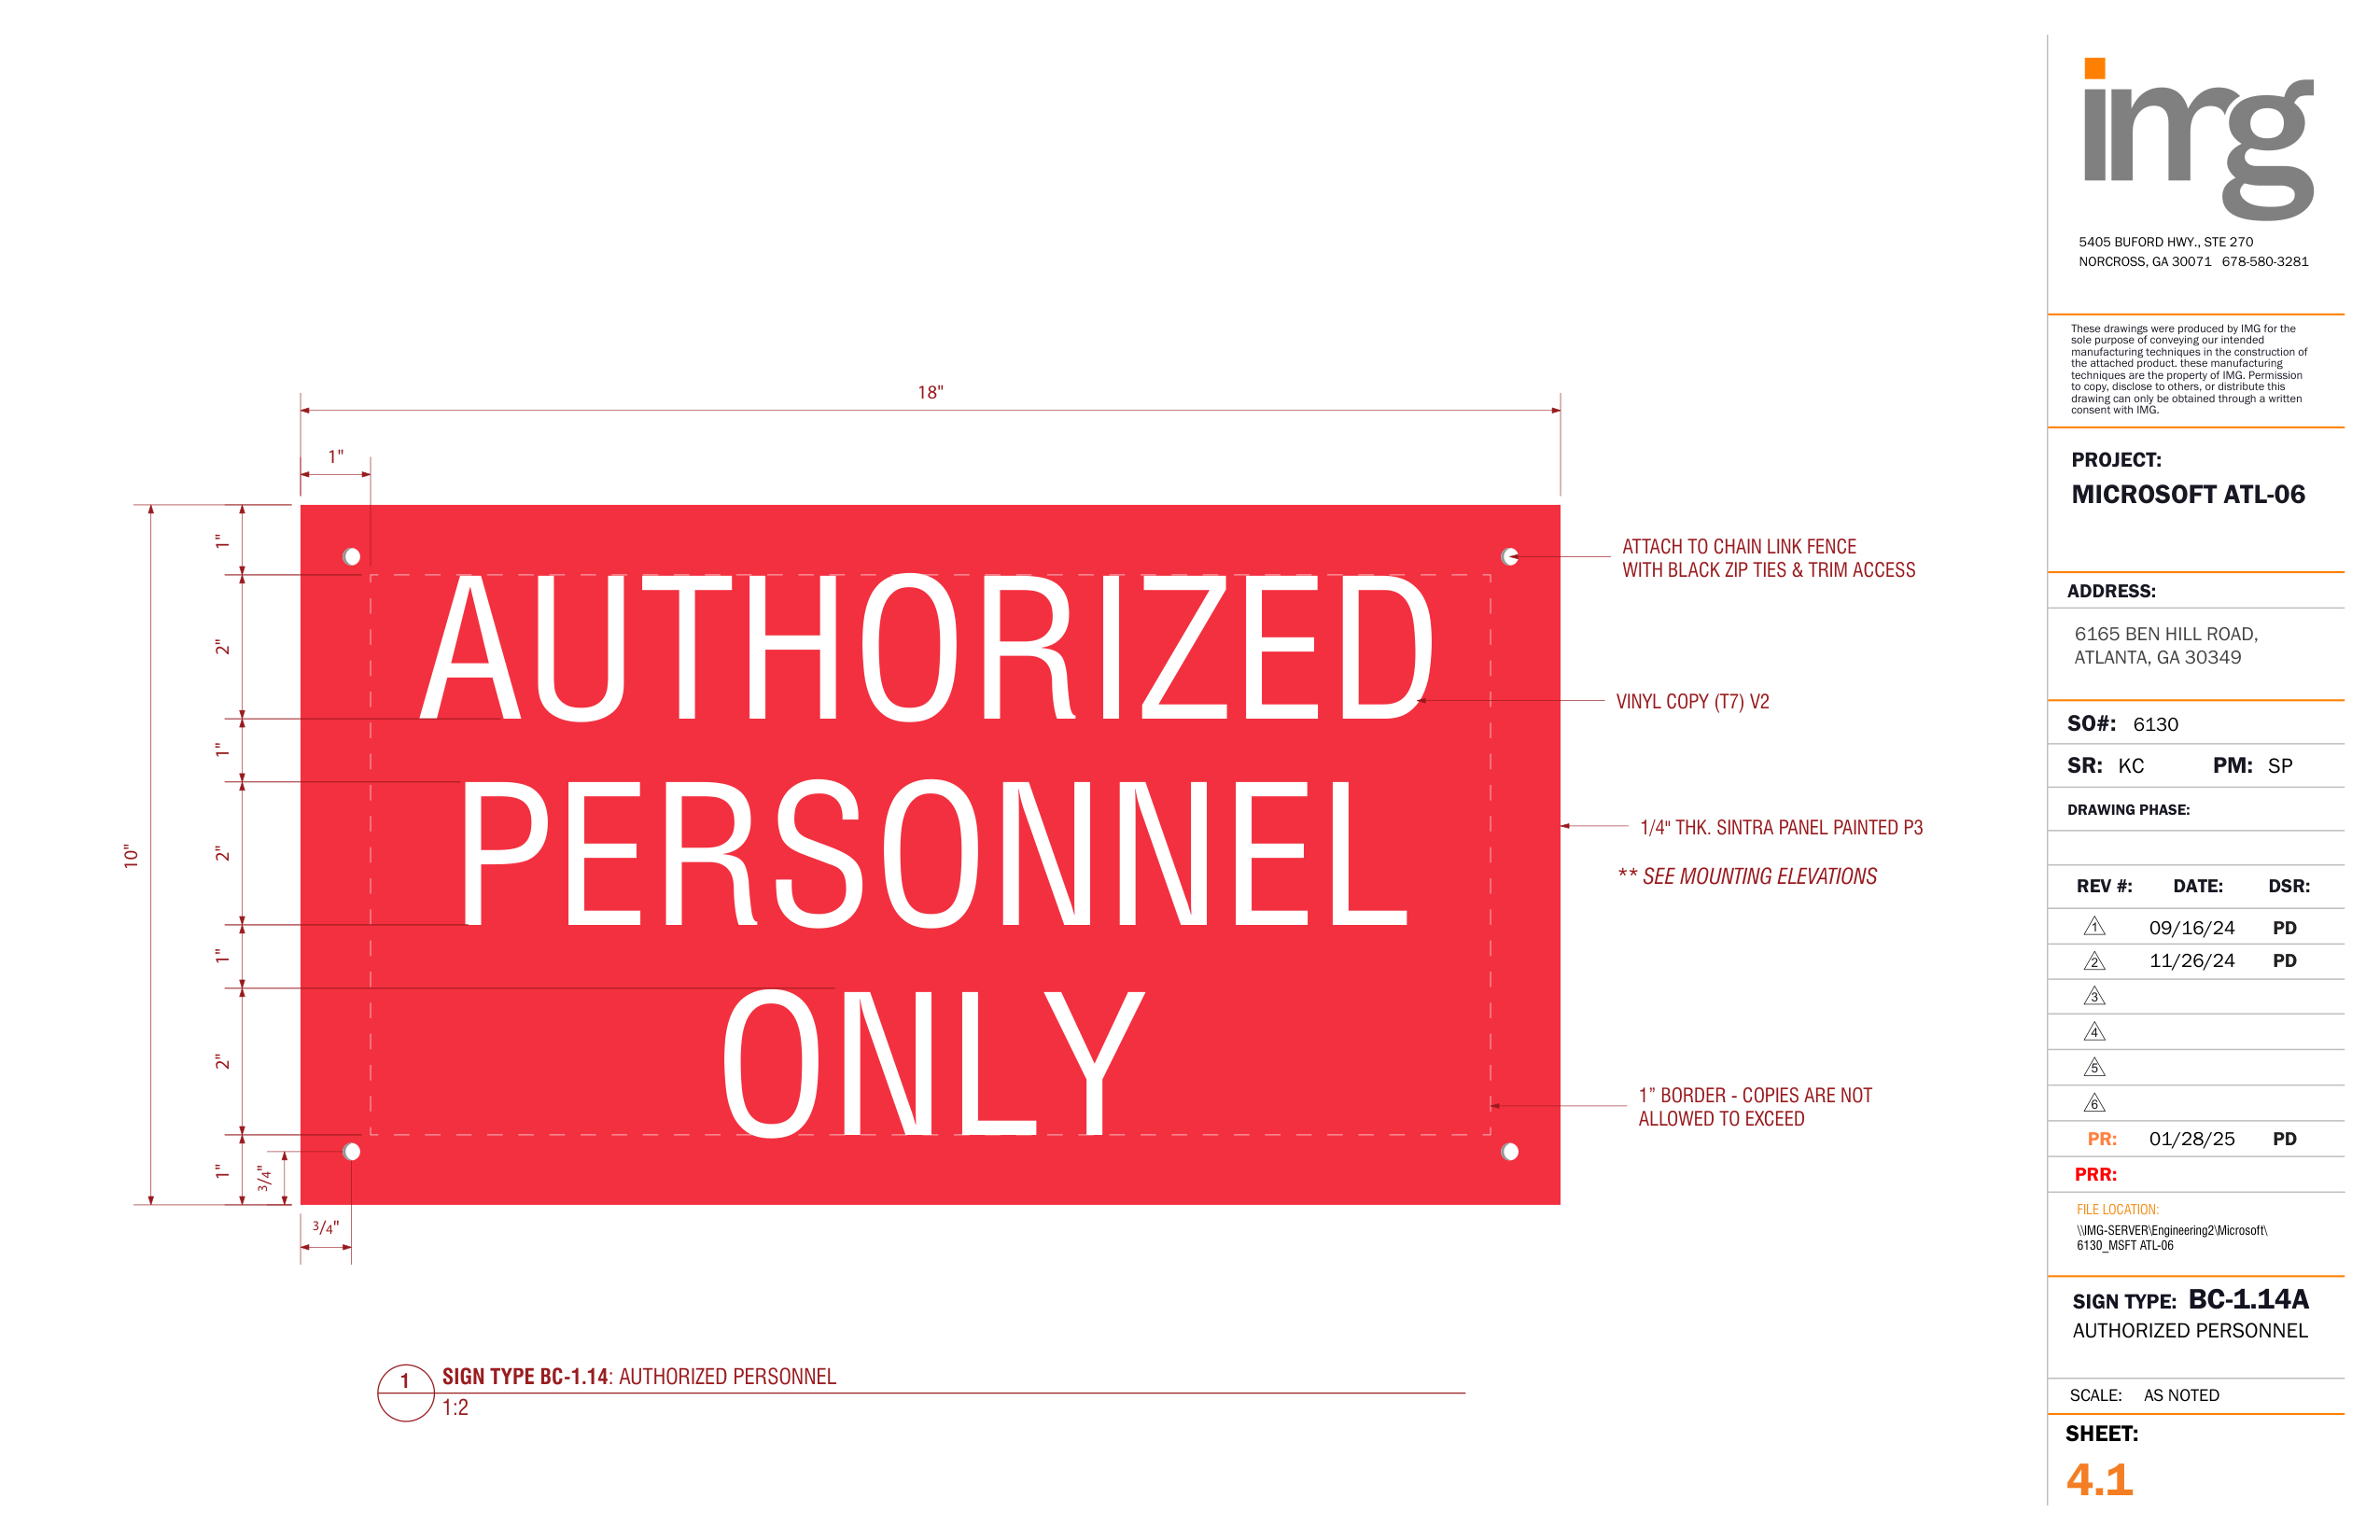 18"
1"
1"
2"
1"
2"
1"
2"
1"
10"
3/4"
3/4"
AUTHORIZED
PERSONNEL
ONLY
ATTACH TO CHAIN LINK FENCE
WITH BLACK ZIP TIES & TRIM ACCESS
VINYL COPY (T7) V2
1/4" THK. SINTRA PANEL PAINTED P3
** SEE MOUNTING ELEVATIONS
1” BORDER - COPIES ARE NOT
ALLOWED TO EXCEED
1 SIGN TYPE BC-1.14: AUTHORIZED PERSONNEL
1:2
img
5405 BUFORD HWY., STE 270
NORCROSS, GA 30071 678-580-3281
These drawings were produced by IMG for the
sole purpose of conveying our intended
manufacturing techniques in the construction of
the attached product. these manufacturing
techniques are the property of IMG. Permission
to copy, disclose to others, or distribute this
drawing can only be obtained through a written
consent with IMG.
PROJECT:
MICROSOFT ATL-06
ADDRESS:
6165 BEN HILL ROAD,
ATLANTA, GA 30349
SO#: 6130
SR: KC PM: SP
DRAWING PHASE:
REV #: DATE: DSR:
1 09/16/24 PD
2 11/26/24 PD
3
4
5
6
PR: 01/28/25 PD
PRR:
FILE LOCATION:
\\IMG-SERVER\Engineering2\Microsoft\
6130_MSFT ATL-06
SIGN TYPE: BC-1.14A
AUTHORIZED PERSONNEL
SCALE: AS NOTED
SHEET:
4.1